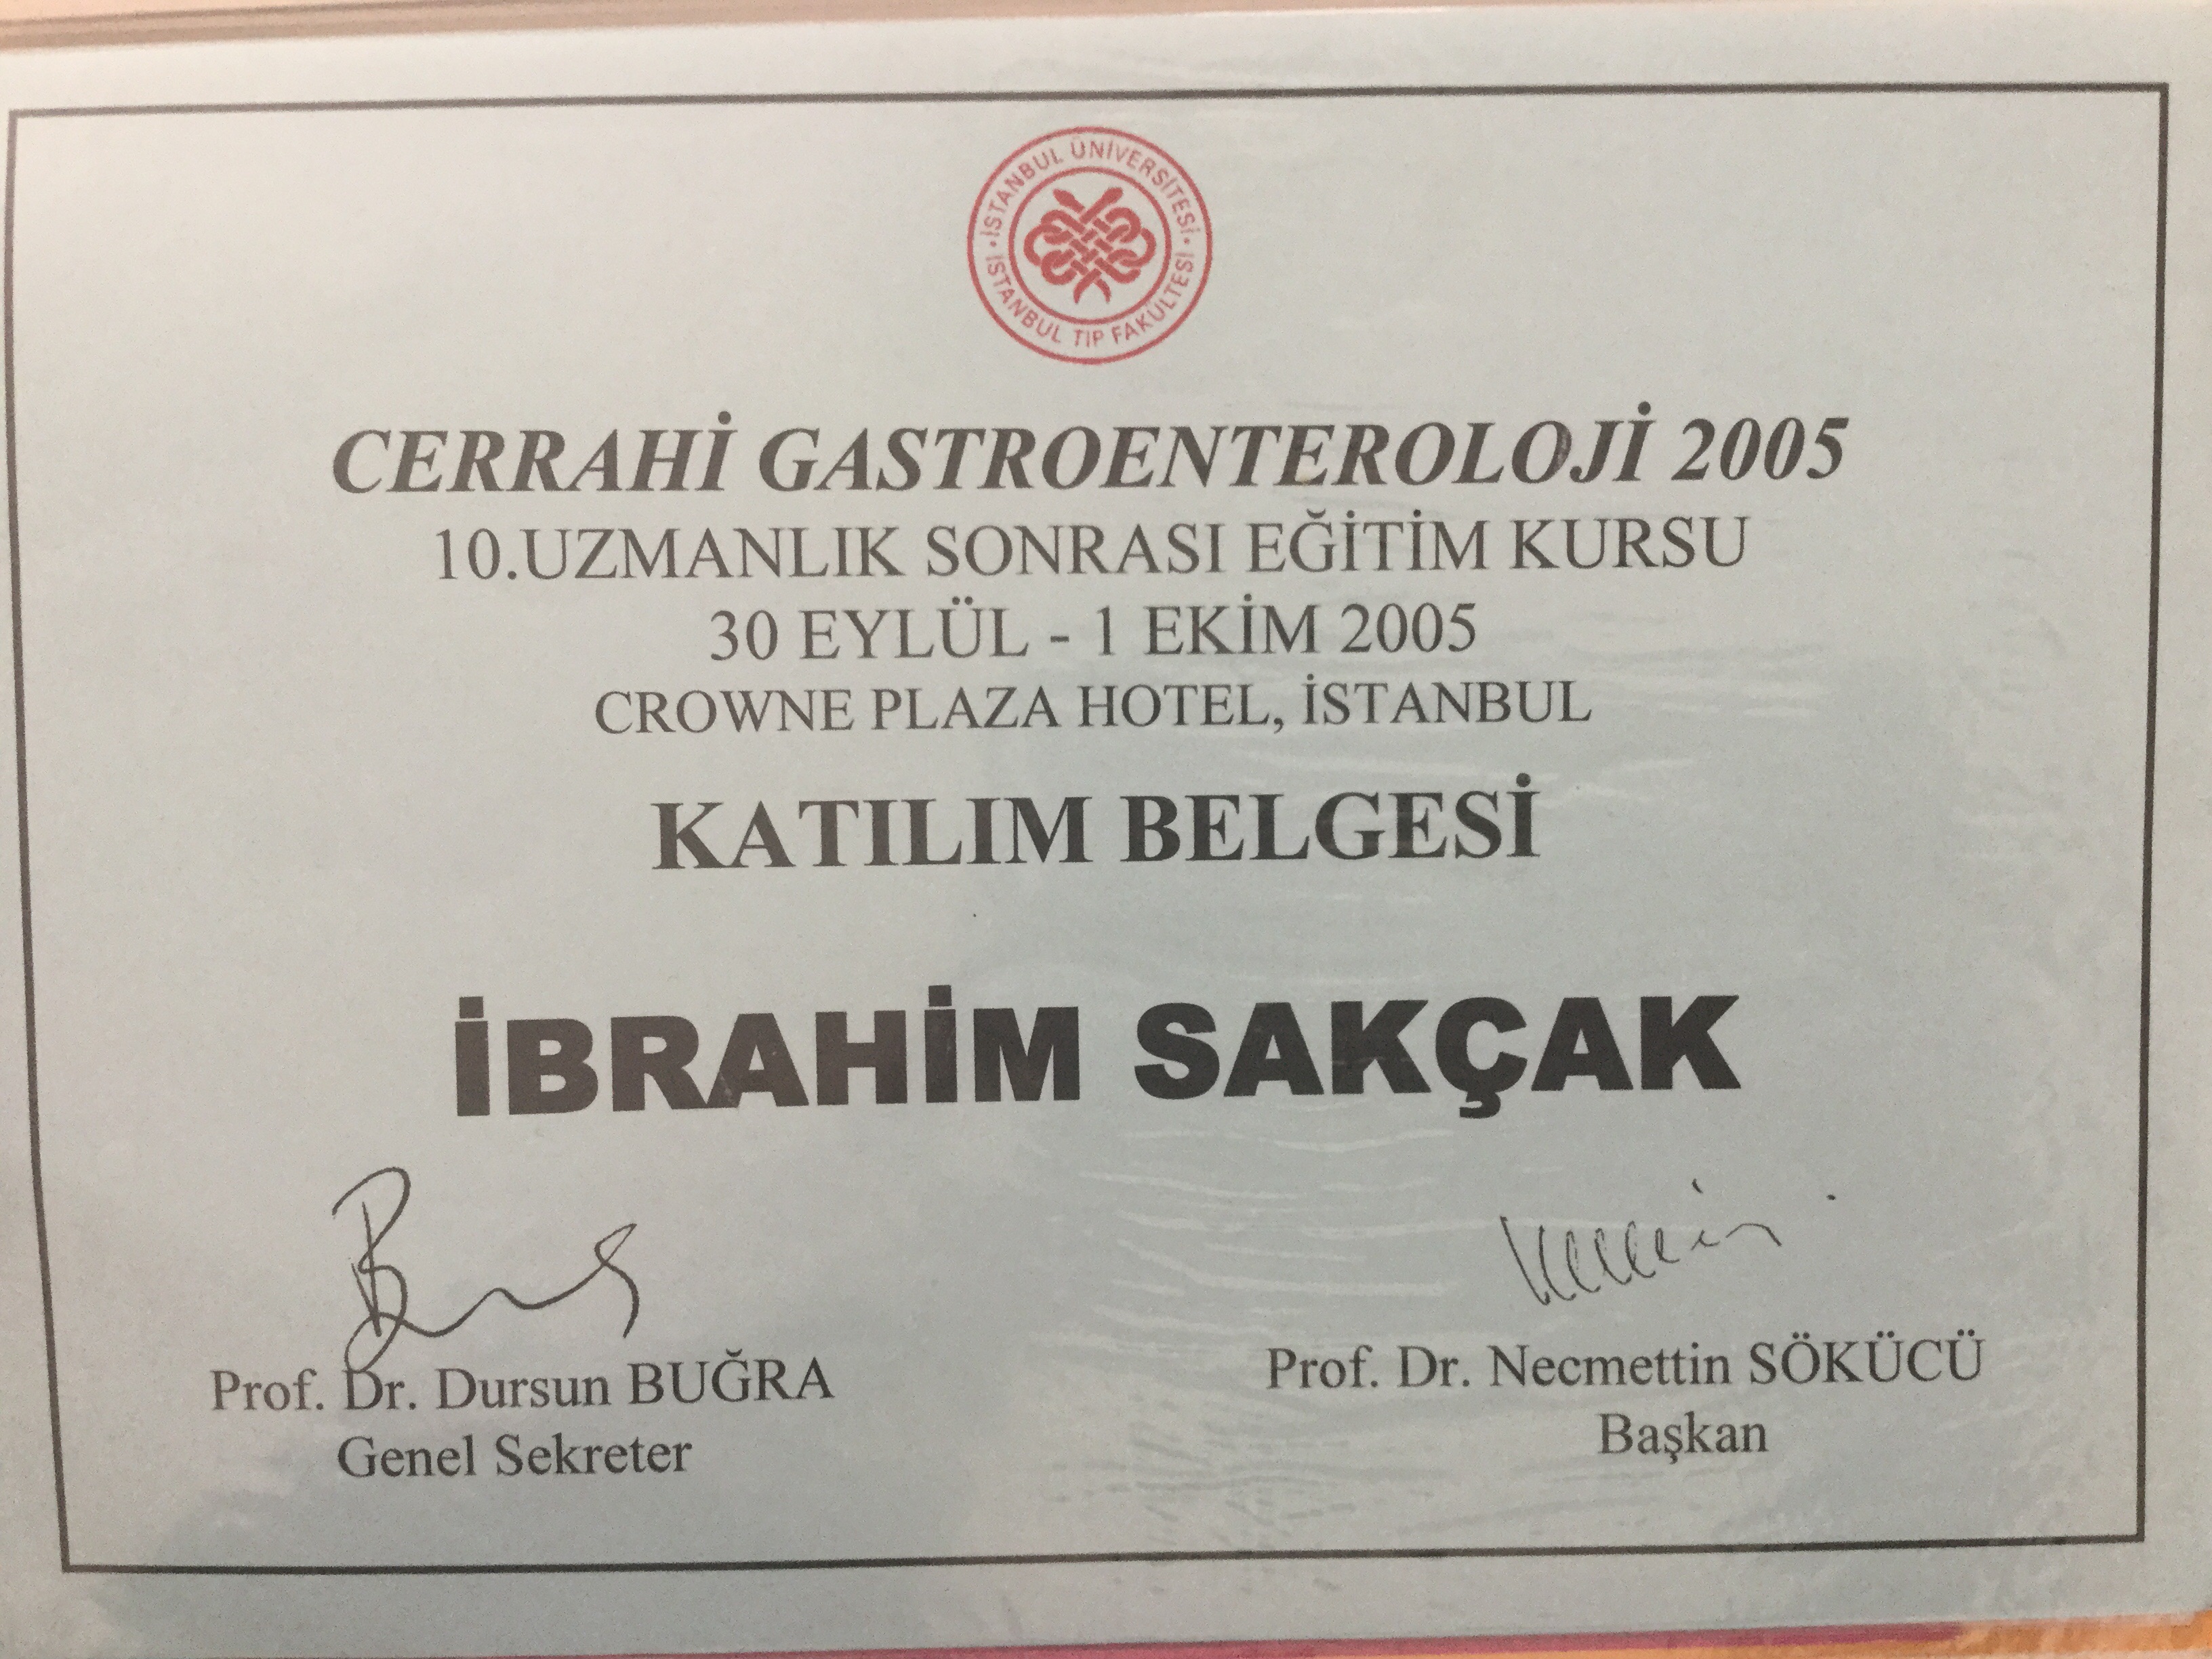 İSTANBUL ÜNİVERSİTESİ
İSTANBUL TIP FAKÜLTESİ
CERRAHİ GASTROENTEROLOJİ 2005
10.UZMANLIK SONRASI EĞİTİM KURSU
30 EYLÜL - 1 EKİM 2005
CROWNE PLAZA HOTEL, İSTANBUL
KATILIM BELGESİ
İBRAHİM SAKÇAK
Prof. Dr. Dursun BUĞRA
Genel Sekreter
Prof. Dr. Necmettin SÖKÜCÜ
Başkan